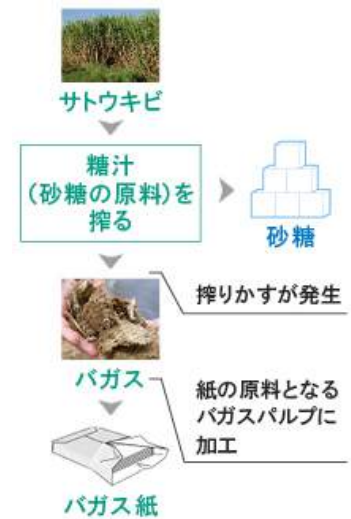 サトウキビ
糖汁
(砂糖の原料)を
搾る
砂糖
搾りかすが発生
バガス
紙の原料となる
バガスパルプに
加工
バガス紙